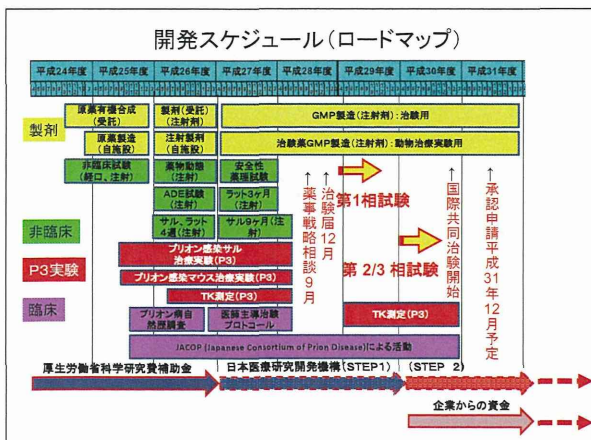 開発スケジュール(ロードマップ)
平成24年度 平成25年度 平成26年度 平成27年度 平成28年度 平成29年度 平成30年度 平成31年度
製剤
原薬有機合成
(受託)
製剤(受託)
(注射剤)
GMP製造(注射剤):治験用
原薬製造
(自施設)
注射製剤
(自施設)
治験薬GMP製造(注射剤):動物治療実験用
非臨床
非臨床試験
(経口、注射)
薬物動態
(注射)
安全性
薬理試験
ADE試験
(注射)
ラット3ヶ月
(注射)
サル、ラット
4週(注射)
サル9ヶ月(注
射)
薬事戦略相談9月
治験届12月
第1相試験
第2/3相試験
国際共同治験開始
承認申請平成31年12月予定
P3実験
プリオン感染サル
治療実験(P3)
プリオン感染マウス治療実験(P3)
TK測定(P3)
臨床
プリオン病自
然歴調査
医師主導治験
プロトコール
TK測定(P3)
JACOP (Japanese Consortium of Prion Disease)による活動
厚生労働省科学研究費補助金
日本医療研究開発機構(STEP1)
(STEP 2)
企業からの資金